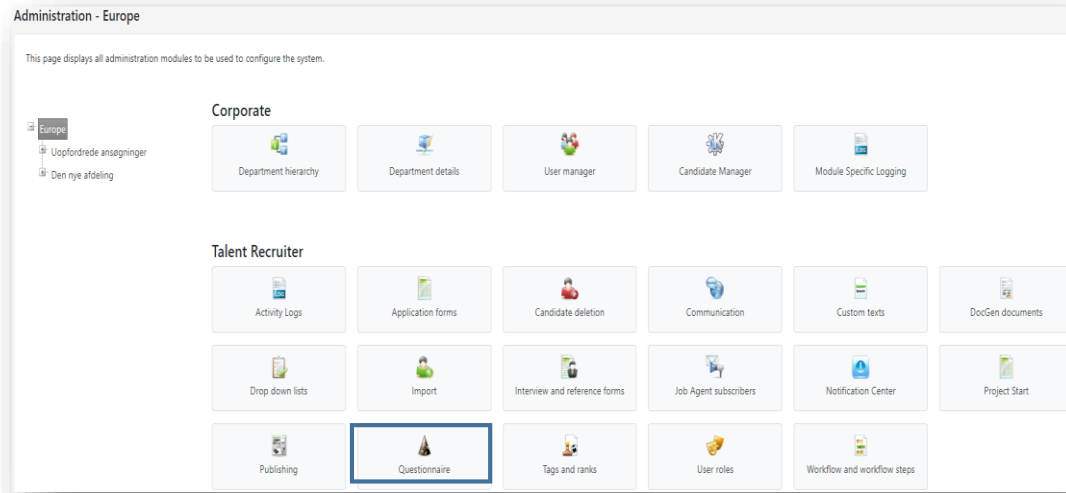 Administration - Europe
This page displays all administration modules to be used to configure the system.
Europe
Uopfordrede ansøgninger
Den nye afdeling
Corporate
Department hierarchy
Department details
User manager
Candidate Manager
Module Specific Logging
Talent Recruiter
Activity Logs
Application forms
Candidate deletion
Communication
Custom texts
DocGen documents
Drop down lists
Import
Interview and reference forms
Job Agent subscribers
Notification Center
Project Start
Publishing
Questionnaire
Tags and ranks
User roles
Workflow and workflow steps